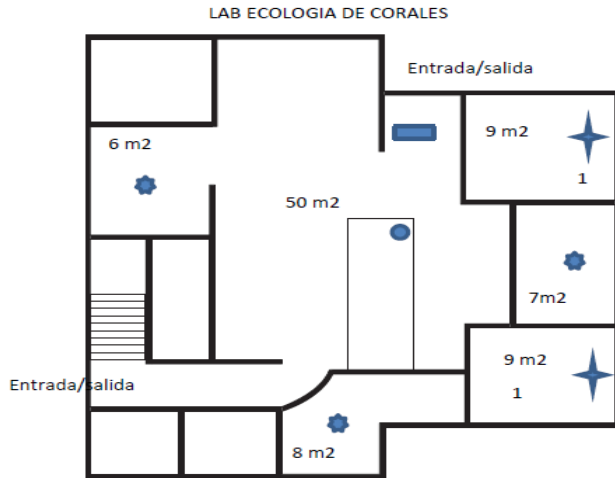 LAB ECOLOGIA DE CORALES
Entrada/salida
6 m2
9 m2
1
50 m2
7m2
9 m2
1
Entrada/salida
8 m2